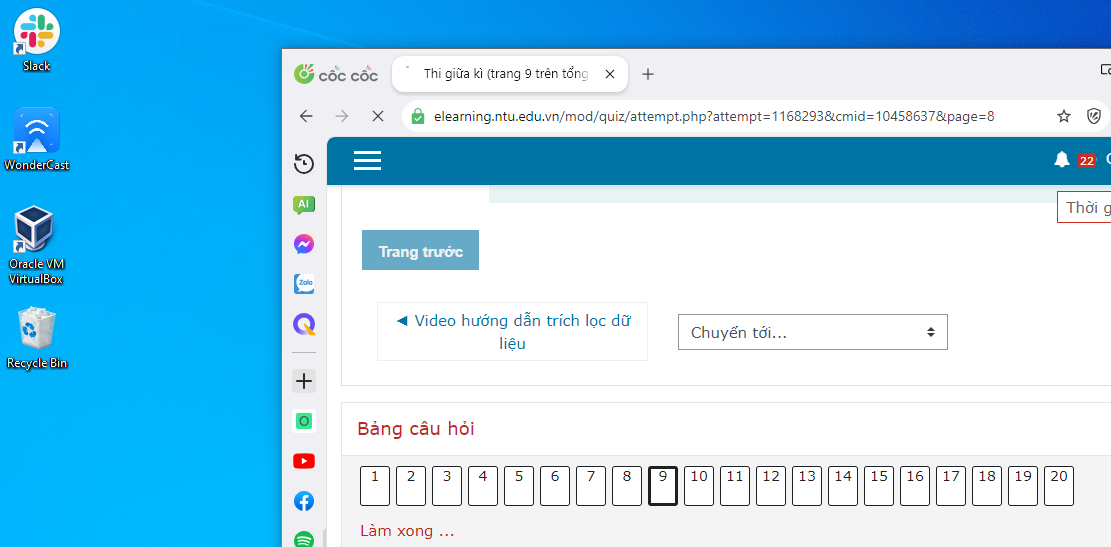 Slack
WonderCast
Oracle VM
VirtualBox
Recycle Bin
cốc cốc
Thi giữa kì (trang 9 trên tổng
elearning.ntu.edu.vn/mod/quiz/attempt.php?attempt=1168293&cmid=10458637&page=8
AI
Zalo
22
Thời g
Trang trước
◄ Video hướng dẫn trích lọc dữ
liệu
Chuyển tới...
Bảng câu hỏi
1 2 3 4 5 6 7 8 9 10 11 12 13 14 15 16 17 18 19 20
Làm xong ...